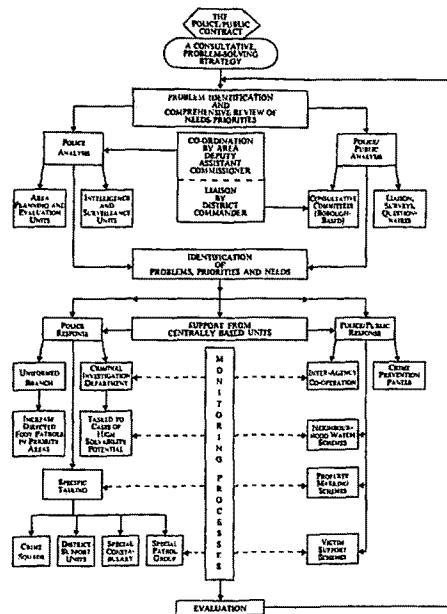 THE
POLICE/PUBLIC
CONTRACT
A CONSULTATIVE,
PROBLEM-SOLVING
STRATEGY
PROBLEM IDENTIFICATION
AND
COMPREHENSIVE REVIEW OF
NEEDS PRIORITIES
POLICE
ANALYSIS
CO-ORDINATION
BY AREA
DEPUTY
ASSISTANT
COMMISSIONER
LIAISON BY
DISTRICT
COMMANDER
POLICE/
PUBLIC
ANALYSIS
AREA
PLANNING AND
EVALUATION
UNITS
INTELLIGENCE
AND
SURVEILLANCE
UNITS
CONSULTATIVE
COMMITTEES
(BOROUGH-
BASED)
LIAISON,
SURVEYS,
QUESTION-
NAIRES
IDENTIFICATION
OF
PROBLEMS, PRIORITIES AND NEEDS
POLICE
RESPONSE
SUPPORT FROM
CENTRALLY BASED UNITS
POLICE/PUBLIC
RESPONSE
UNIFORMED
BRANCH
CRIMINAL
INVESTIGATION
DEPARTMENT
MONITORING PROCESSES
INTER-AGENCY
CO-OPERATION
CRIME
PREVENTION
PANELS
INCREASE
DIRECTED
FOOT PATROLS
IN PRIORITY
AREAS
TASKED TO
CASES OF
HIGH
SOLVABILITY
POTENTIAL
NEIGHBOUR-
HOOD WATCH
SCHEMES
SPECIFIC
TASKING
PROPERTY
MARKING
SCHEMES
CRIME
SQUADS
DISTRICT
SUPPORT
UNITS
SPECIAL
CONSTA-
BULARY
SPECIAL
PATROL
GROUP
VICTIM
SUPPORT
SCHEMES
EVALUATION